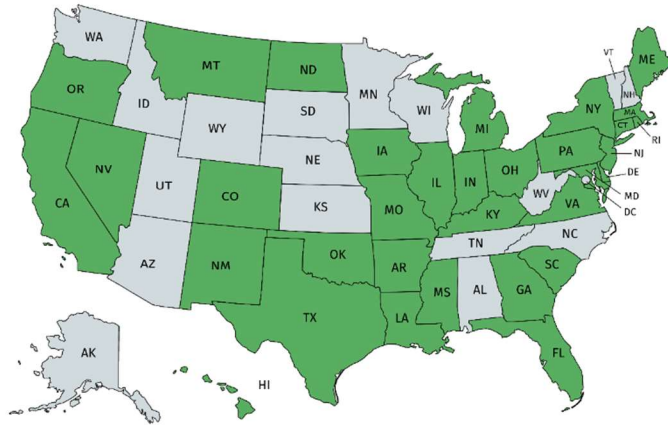 WA
MT
ND
MN
VT
ME
OR
ID
SD
WI
NH
WY
MI
NY
MA
CT
RI
NE
IA
PA
NJ
NV
UT
CO
IL
IN
OH
DE
CA
KS
MO
WV
VA
MD
KY
DC
AZ
NM
OK
AR
TN
NC
SC
MS
AL
GA
TX
LA
AK
HI
FL